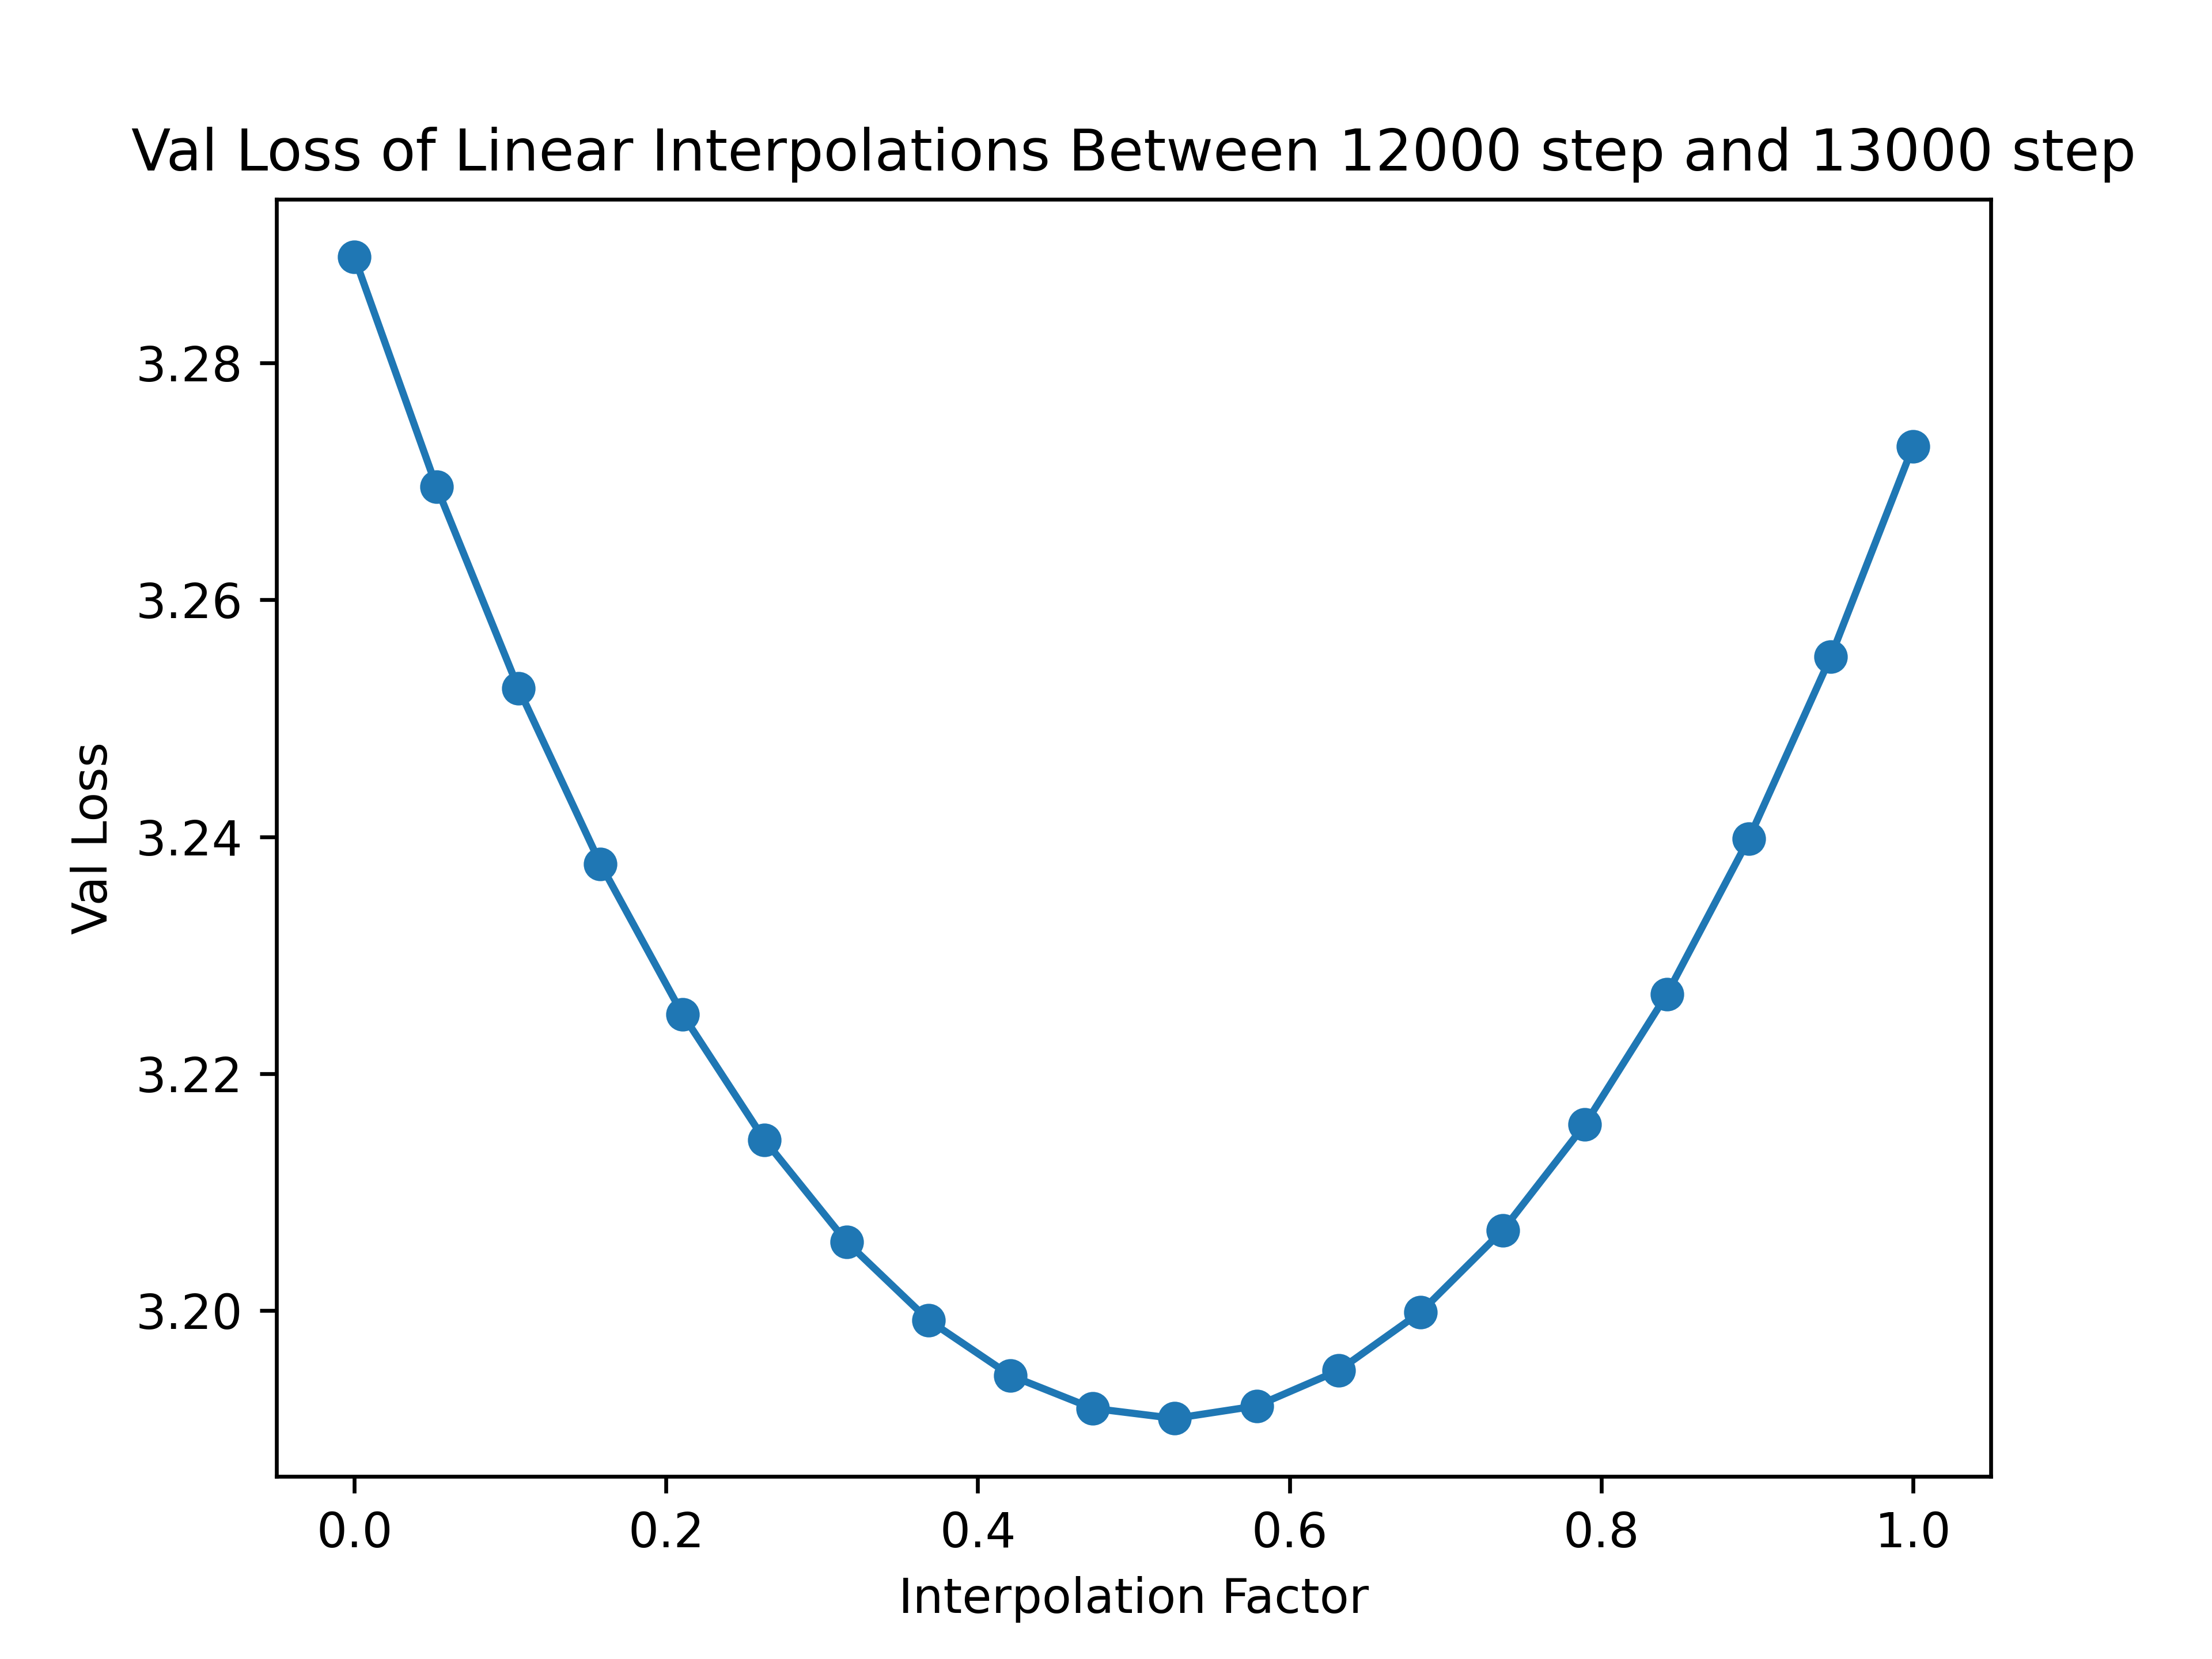 Val Loss of Linear Interpolations Between 12000 step and 13000 step
Val Loss
3.28
3.26
3.24
3.22
3.20
0.0 0.2 0.4 0.6 0.8 1.0
Interpolation Factor